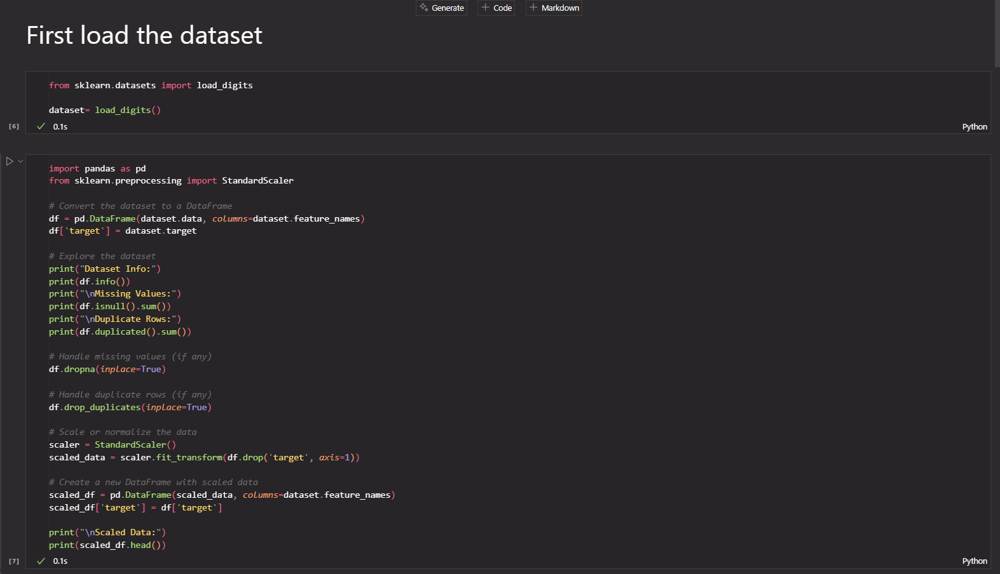 Generate
Code
Markdown
First load the dataset
from sklearn.datasets import load_digits
dataset= load_digits()
[6]
0.1s
Python
import pandas as pd
from sklearn.preprocessing import StandardScaler
# Convert the dataset to a DataFrame
df = pd.DataFrame(dataset.data, columns=dataset.feature_names)
df['target'] = dataset.target
# Explore the dataset
print("Dataset Info:")
print(df.info())
print("\nMissing Values:")
print(df.isnull().sum())
print("\nDuplicate Rows:")
print(df.duplicated().sum())
# Handle missing values (if any)
df.dropna(inplace=True)
# Handle duplicate rows (if any)
df.drop_duplicates(inplace=True)
# Scale or normalize the data
scaler = StandardScaler()
scaled_data = scaler.fit_transform(df.drop('target', axis=1))
# Create a new DataFrame with scaled data
scaled_df = pd.DataFrame(scaled_data, columns=dataset.feature_names)
scaled_df['target'] = df['target']
print("\nScaled Data:")
print(scaled_df.head())
[7]
0.1s
Python